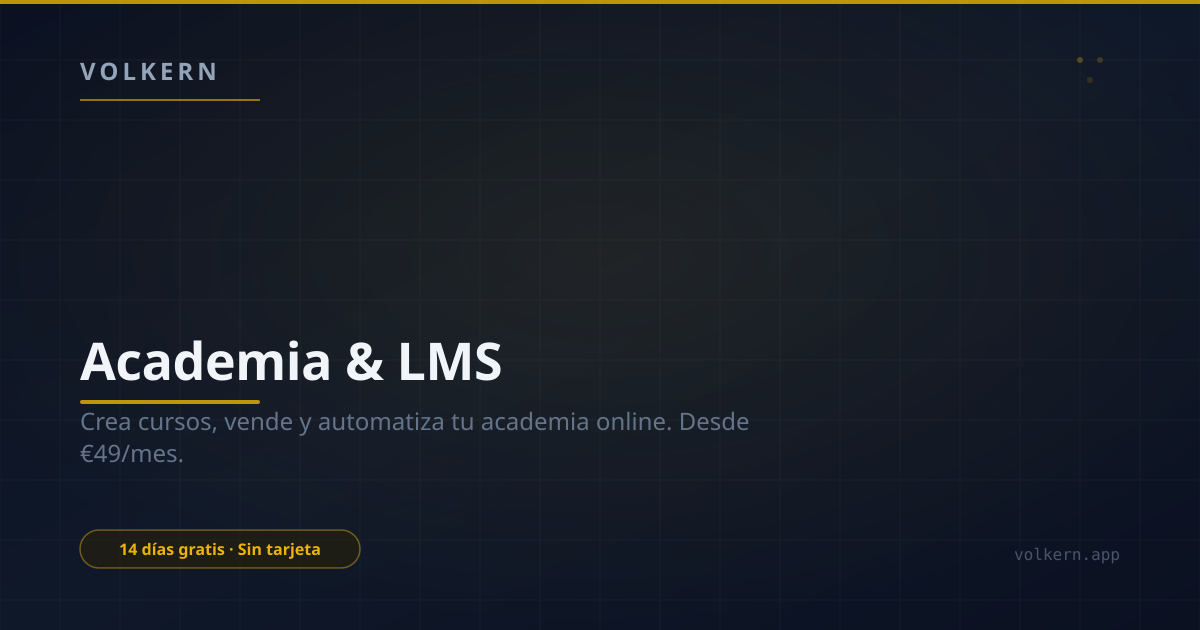 VOLKERN
Academia & LMS
Crea cursos, vende y automatiza tu academia online. Desde
€49/mes.
14 días gratis · Sin tarjeta
volkern.app